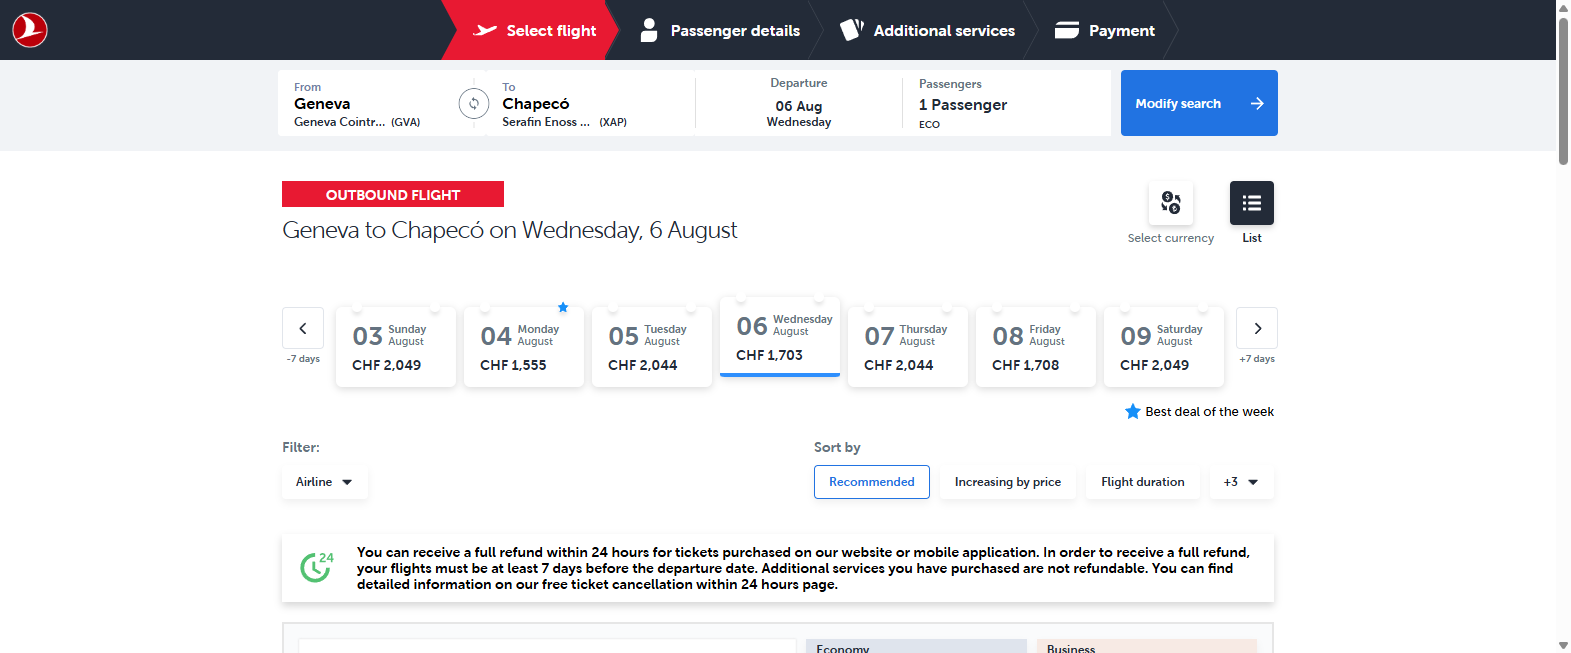 Select flight
Passenger details
Additional services
Payment
From
Geneva
Geneva Cointr... (GVA)
To
Chapecó
Serafin Enoss ... (XAP)
Departure
06 Aug
Wednesday
Passengers
1 Passenger
ECO
Modify search
OUTBOUND FLIGHT
Geneva to Chapecó on Wednesday, 6 August
Select currency
List
-7 days
03 Sunday August
CHF 2,049
04 Monday August
CHF 1,555
05 Tuesday August
CHF 2,044
06 Wednesday August
CHF 1,703
07 Thursday August
CHF 2,044
08 Friday August
CHF 1,708
09 Saturday August
CHF 2,049
+7 days
Best deal of the week
Filter:
Airline
Sort by
Recommended
Increasing by price
Flight duration
+3
24
You can receive a full refund within 24 hours for tickets purchased on our website or mobile application. In order to receive a full refund,
your flights must be at least 7 days before the departure date. Additional services you have purchased are not refundable. You can find
detailed information on our free ticket cancellation within 24 hours page.
Economy
Business